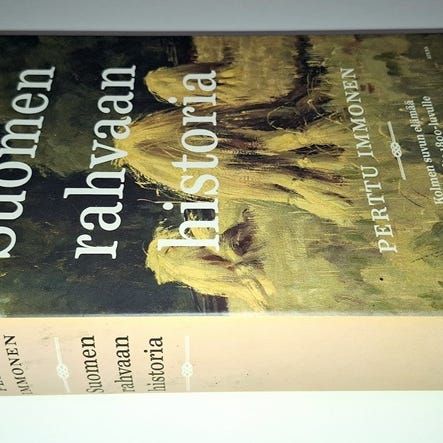 Suomen
rahvaan
historia
PERTTU IMMONEN
Kolmen suvun elämää
IMMONEN
Suomen
rahvaan
historia